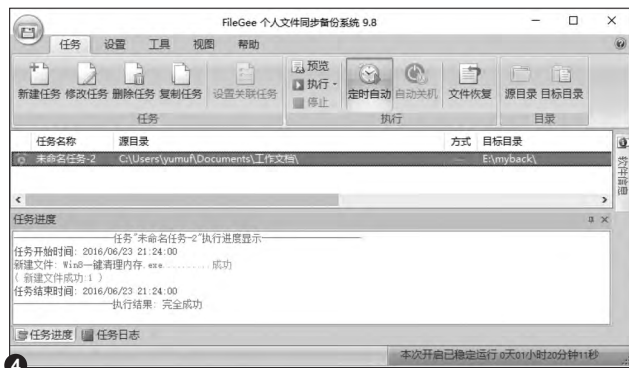 FileGee 个人文件同步备份系统 9.8
任务 设置 工具 视图 帮助
新建任务 修改任务 删除任务 复制任务 设置关联任务 预览 执行 停止 定时自动 自动关机 文件恢复 源目录 目标目录
任务 执行 目录
任务名称 源目录 方式 目标目录
未命名任务-2 C:\Users\yumuf\Documents\工作文档\ E:\myback\
软件信息
任务进度
任务"未命名任务-2"执行进度显示
任务开始时间: 2016/06/23 21:24:00
新建文件: Win8一键清理内存.exe..........成功
( 新建文件成功:1 )
任务结束时间: 2016/06/23 21:24:00
执行结果: 完全成功
任务进度 任务日志
本次开启已稳定运行 0天01小时20分钟11秒
4